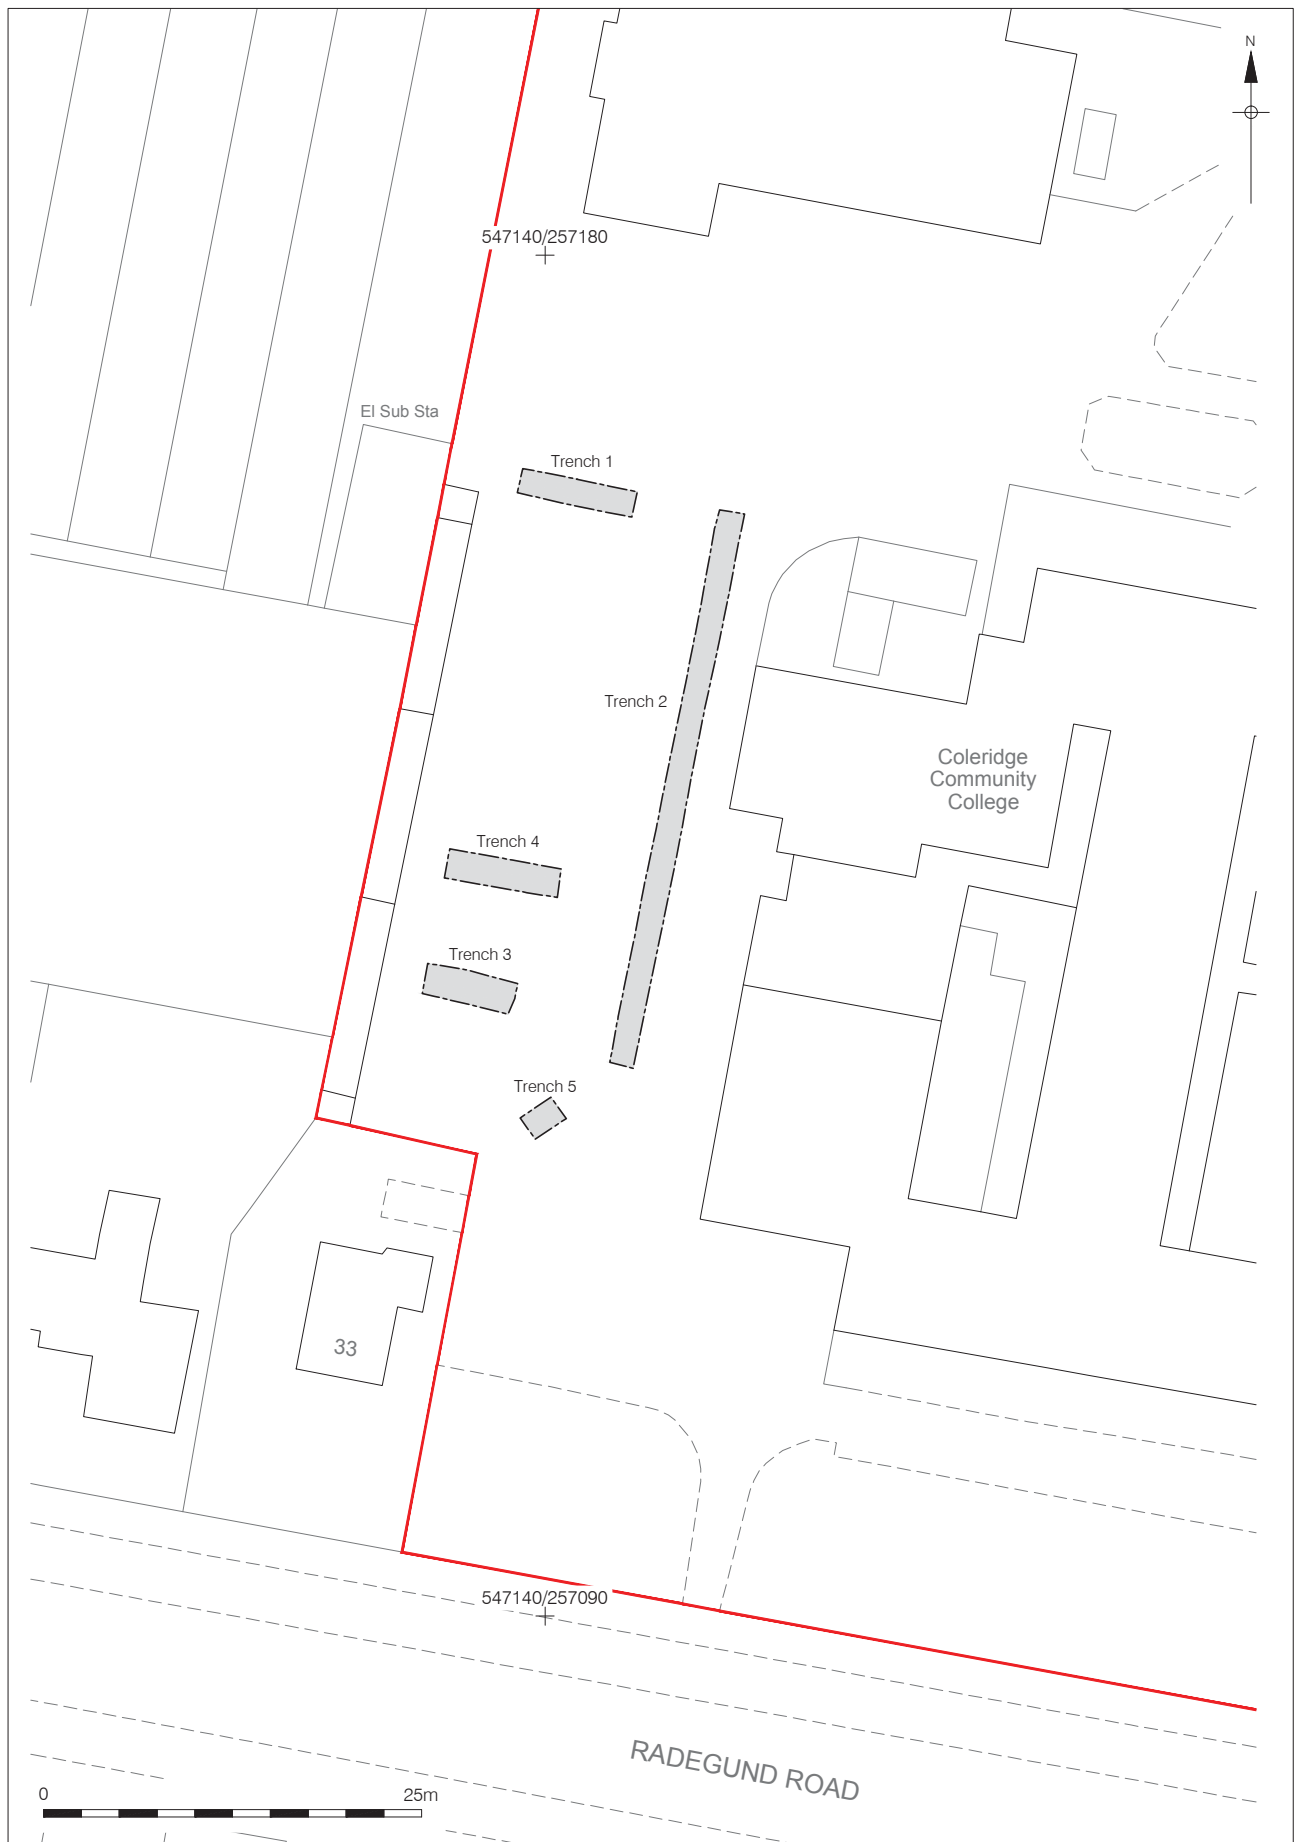 N
547140/257180
El Sub Sta
Trench 1
Trench 2
Coleridge
Community
College
Trench 4
Trench 3
Trench 5
33
547140/257090
RADEGUND ROAD
0 25m